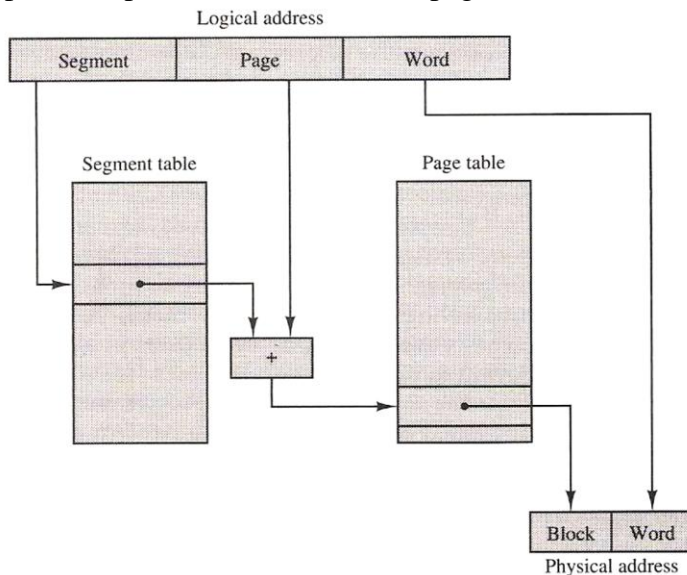 Logical address
Segment Page Word
Segment table
Page table
+
Block Word
Physical address